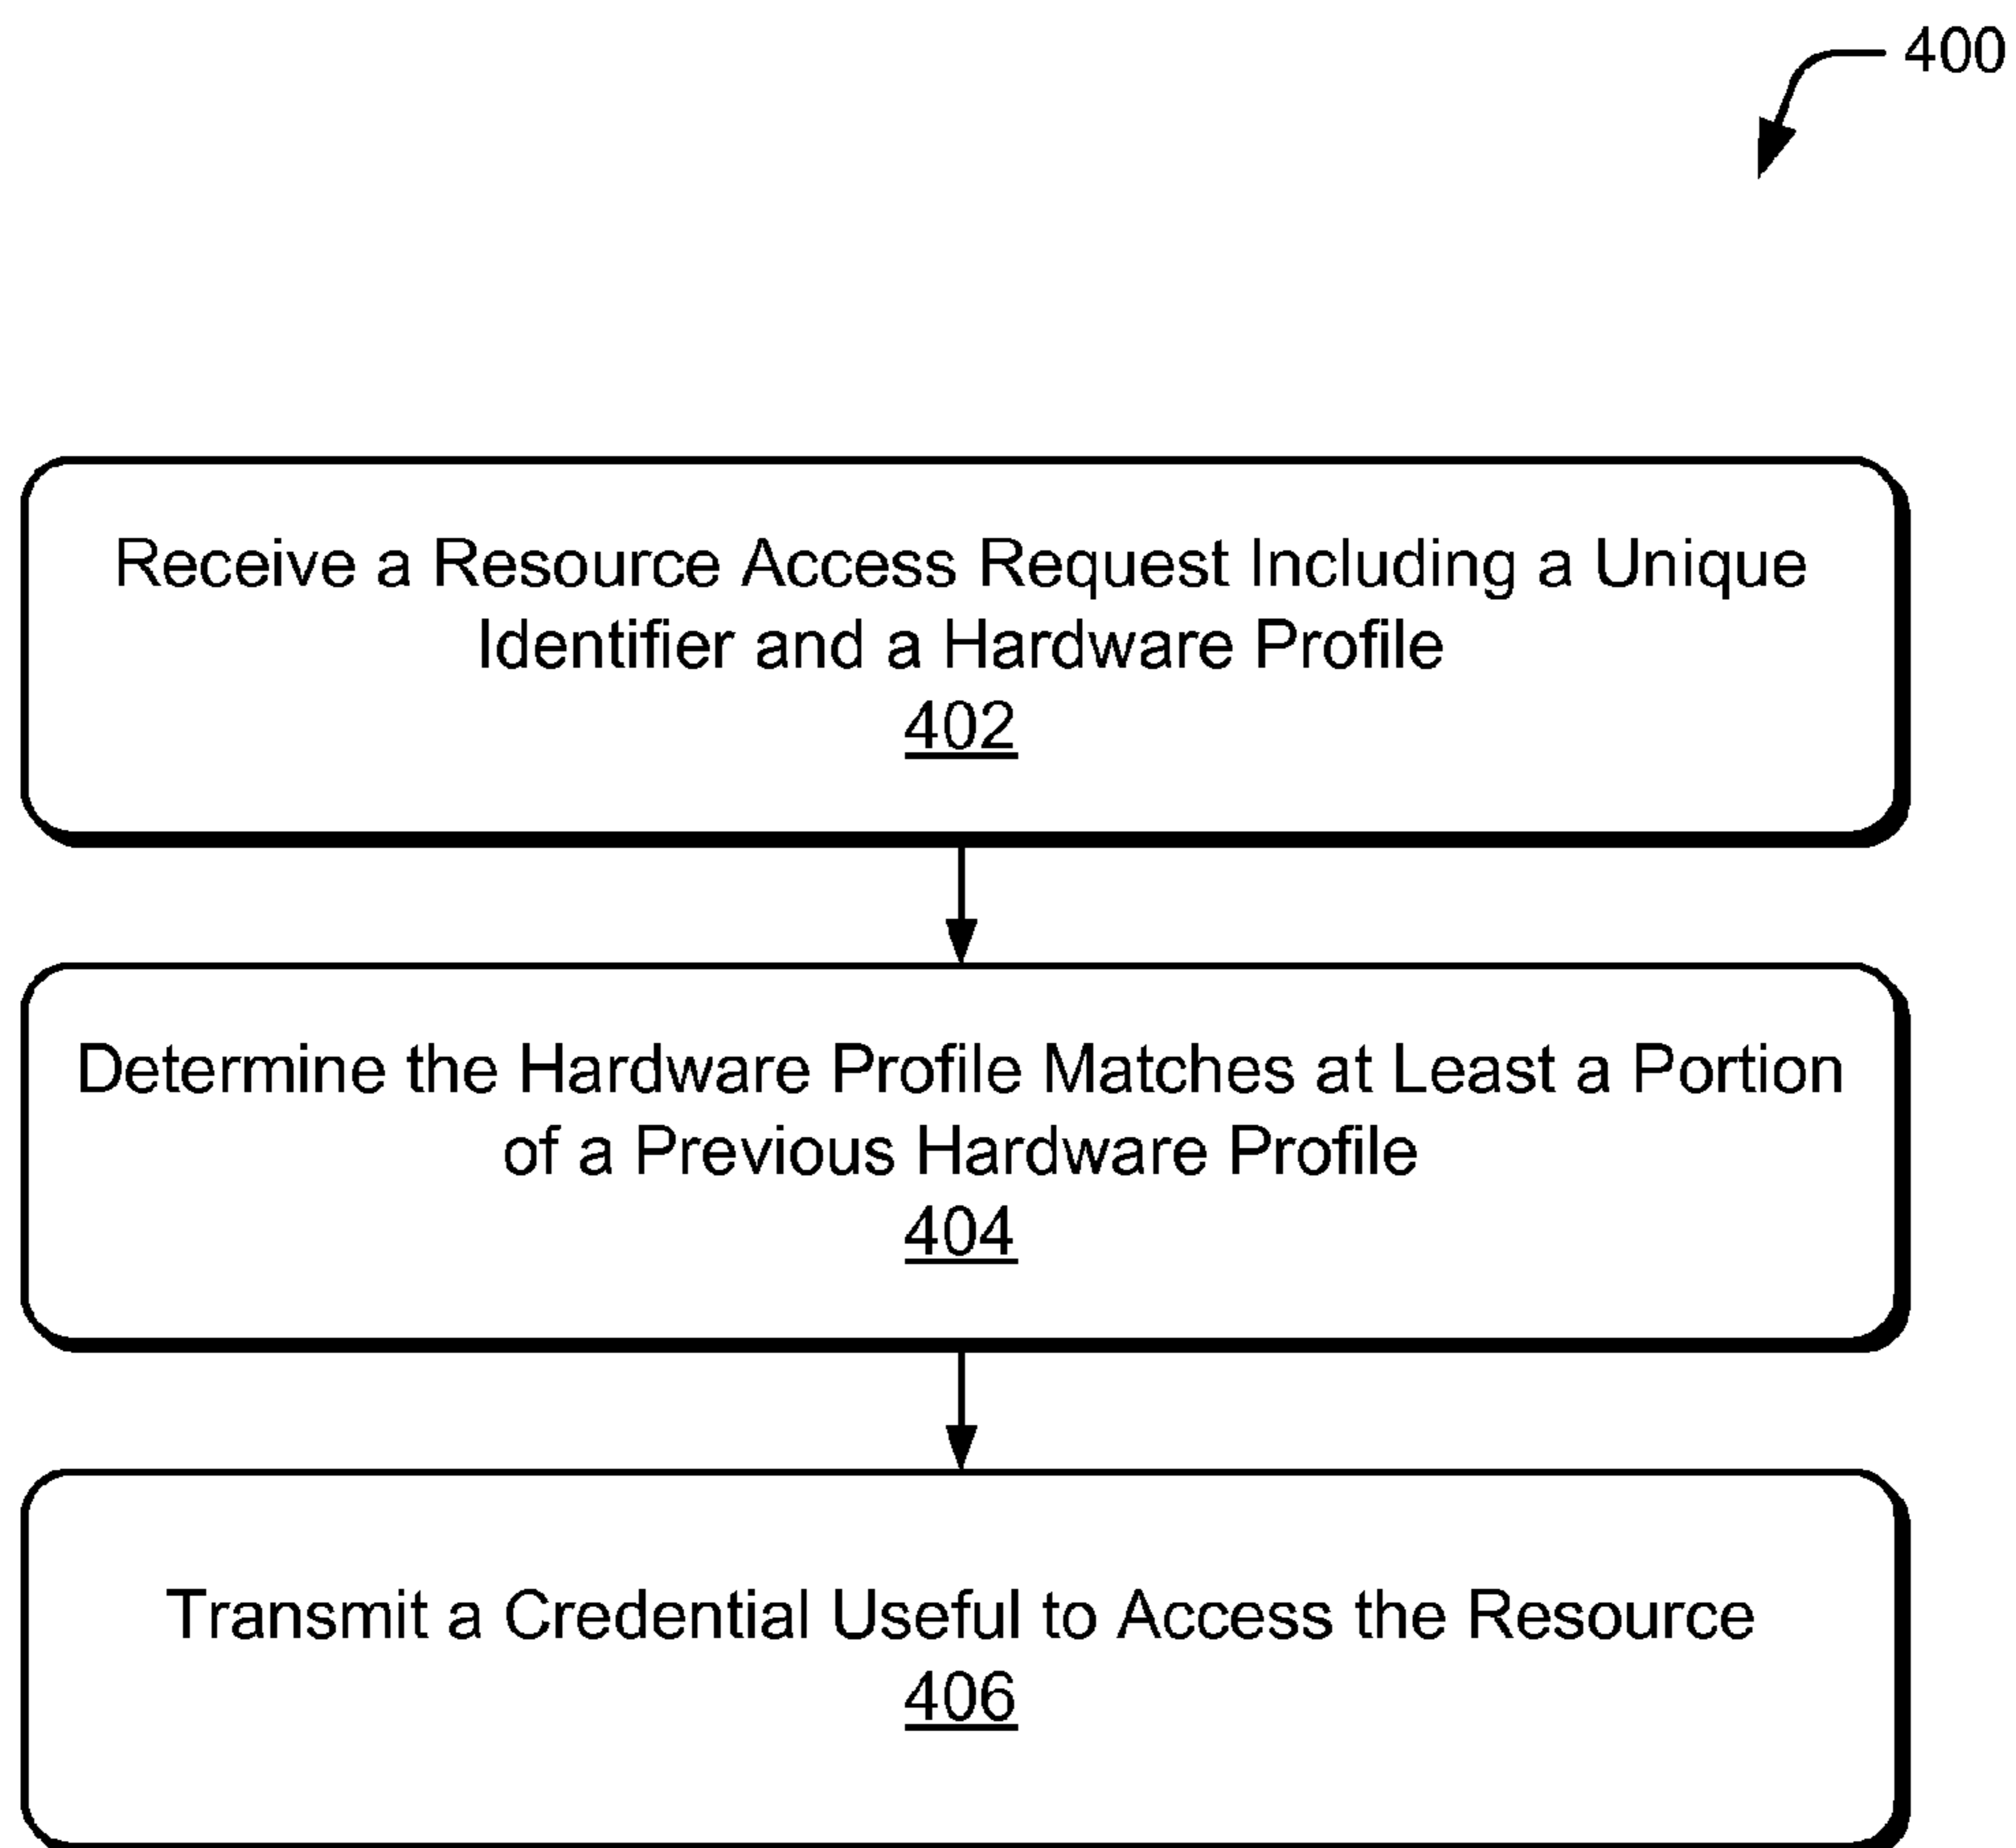 400
Receive a Resource Access Request Including a Unique
Identifier and a Hardware Profile
402
Determine the Hardware Profile Matches at Least a Portion
of a Previous Hardware Profile
404
Transmit a Credential Useful to Access the Resource
406